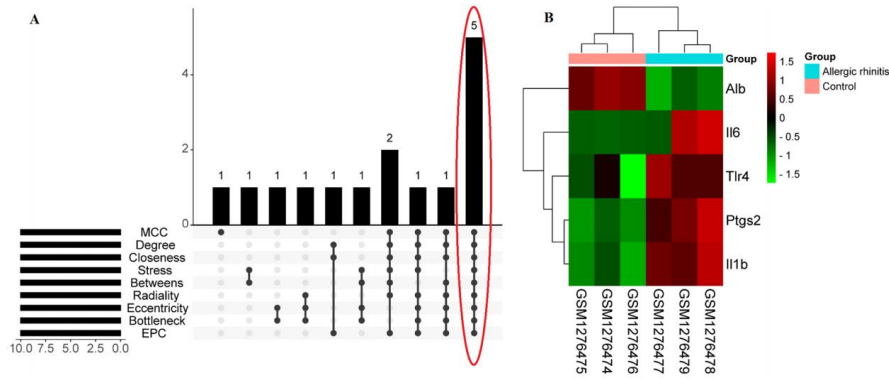 A
5
4
2
2
1 1 1 1 1 1 1 1
0
MCC
Degree
Closeness
Stress
Betweens
Radiality
Eccentricity
Bottleneck
EPC
10.0 7.5 5.0 2.5 0.0
B
Group
Alb
Il6
Tlr4
Ptgs2
Il1b
GSM1276475
GSM1276474
GSM1276476
GSM1276477
GSM1276479
GSM1276478
1.5
1
0.5
0
- 0.5
- 1
- 1.5
Group
Allergic rhinitis
Control